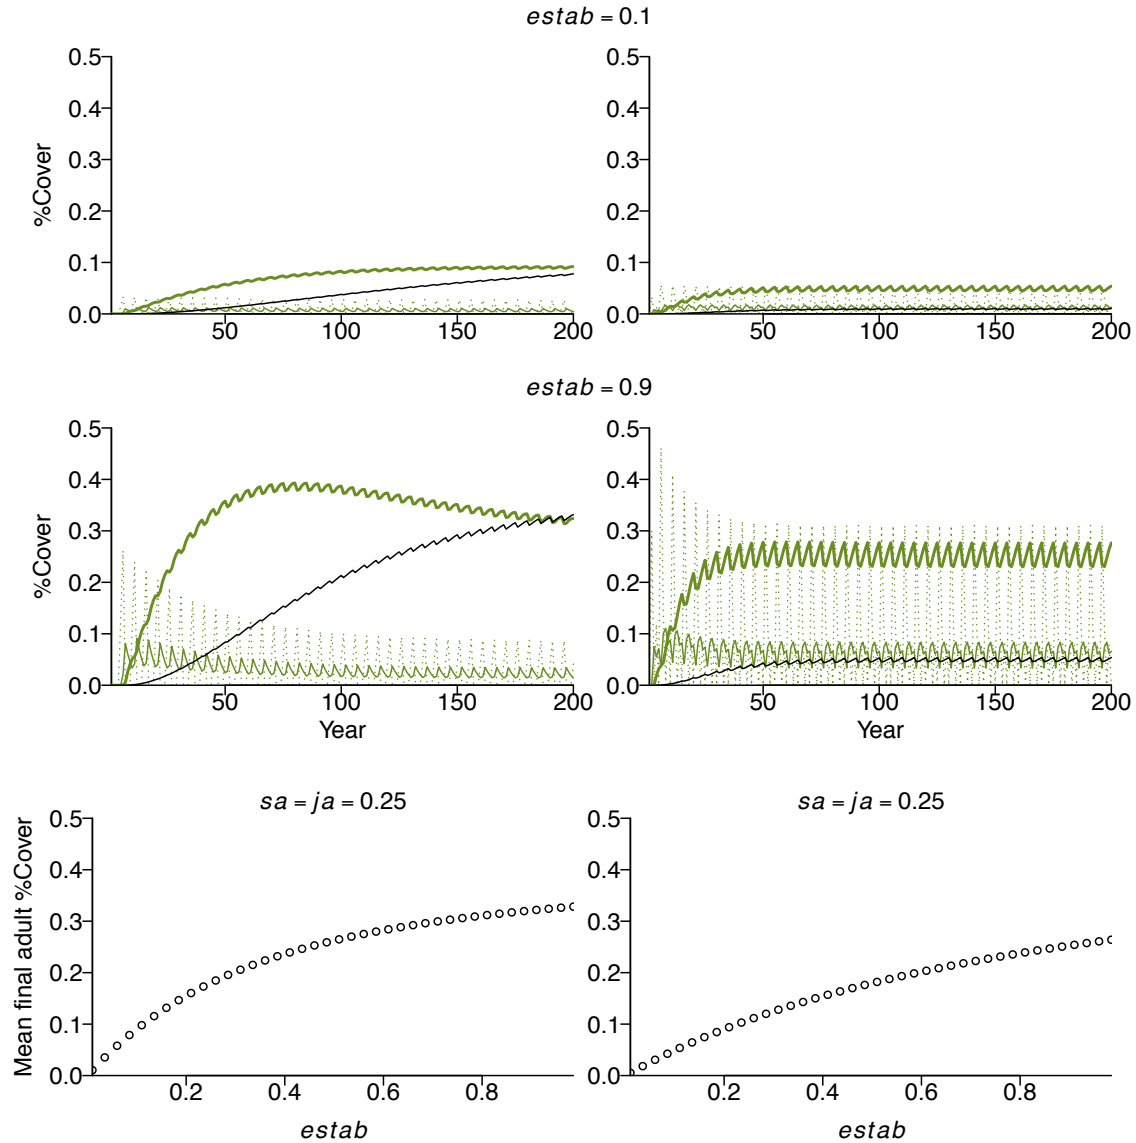 estab = 0.1
0.5 0.5
0.4 0.4
%Cover 0.3 0.3
0.2 0.2
0.1 0.1
0.0 0.0
50 100 150 200 50 100 150 200
estab = 0.9
0.5 0.5
0.4 0.4
%Cover 0.3 0.3
0.2 0.2
0.1 0.1
0.0 0.0
50 100 150 200 50 100 150 200
Year Year
sa = ja = 0.25 sa = ja = 0.25
0.5 0.5
0.4 0.4
Mean final adult %Cover 0.3 0.3
0.2 0.2
0.1 0.1
0.0 0.0
0.2 0.4 0.6 0.8 0.2 0.4 0.6 0.8
estab estab